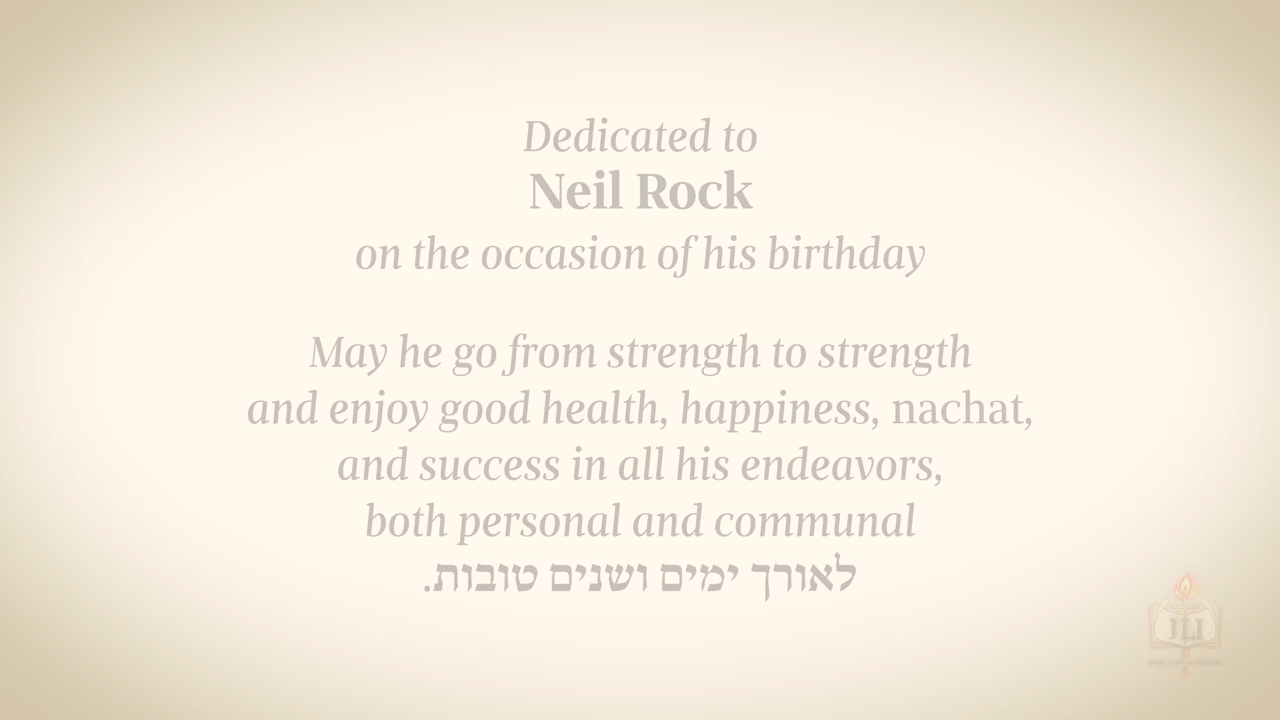 Dedicated to
Neil Rock
on the occasion of his birthday
May he go from strength to strength
and enjoy good health, happiness, nachat,
and success in all his endeavors,
both personal and communal
לאורך ימים ושנים טובות.
JLI